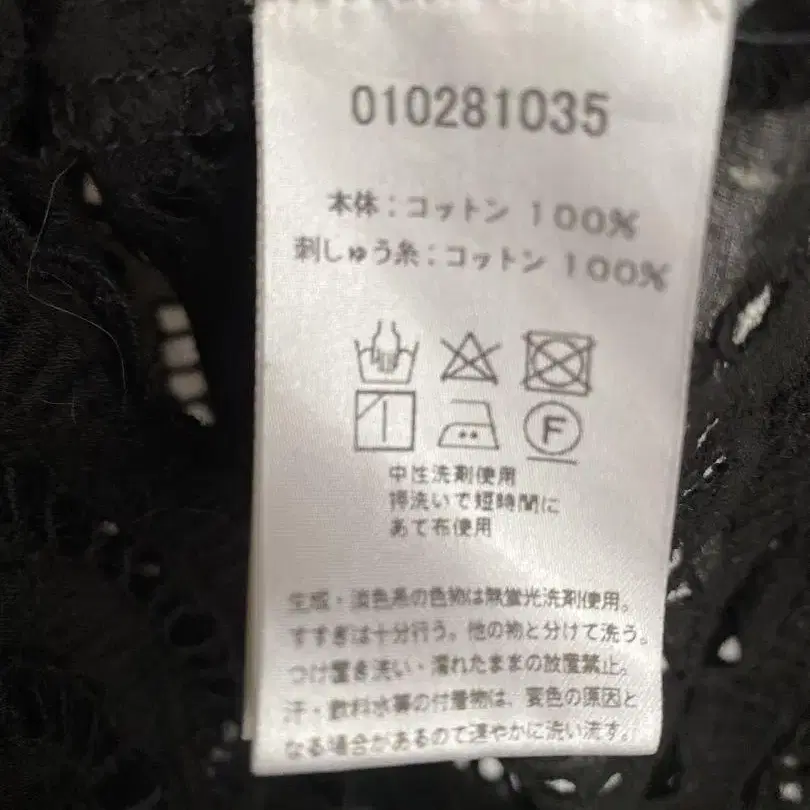 010281035
本体：コットン 100%
刺しゅう糸：コットン 100%
F
中性洗剤使用
押洗いで短時間に
あて布使用
生成・淡色系の色物は無蛍光洗剤使用。
すすぎは十分行う。他の物と分けて洗う。
つけ置き洗い・濡れたままの放置禁止。
汗・飲料水等の付着物は、変色の原因と
なる場合があるので速やかに洗い流す。